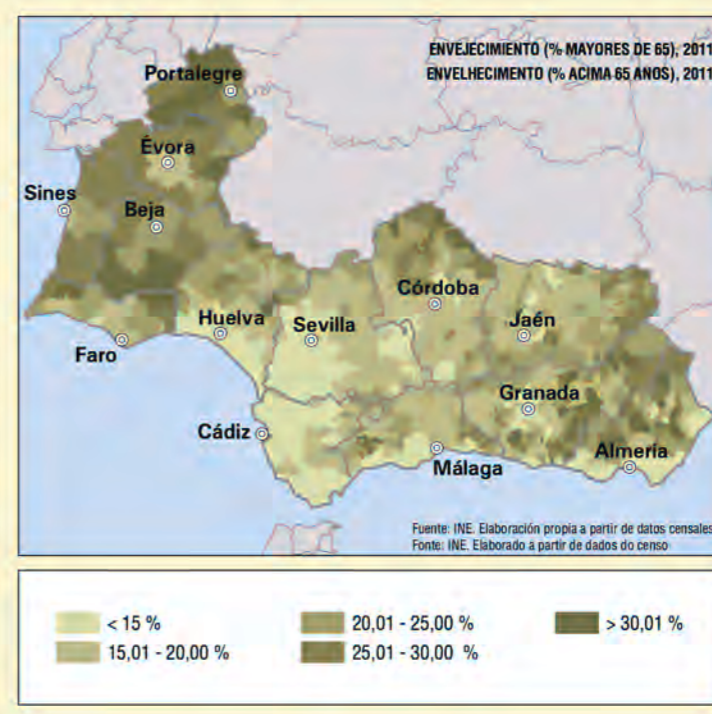 ENVEJECIMIENTO (% MAYORES DE 65), 2011
ENVELHECIMENTO (% ACIMA 65 ANOS), 2011
Portalegre
Évora
Sines
Beja
Córdoba
Huelva
Sevilla
Jaén
Faro
Granada
Cádiz
Almería
Málaga
Fuente: INE. Elaboración propia a partir de datos censales
Fonte: INE. Elaborado a partir de dados do censo
< 15 %
20,01 - 25,00 %
> 30,01 %
15,01 - 20,00 %
25,01 - 30,00 %